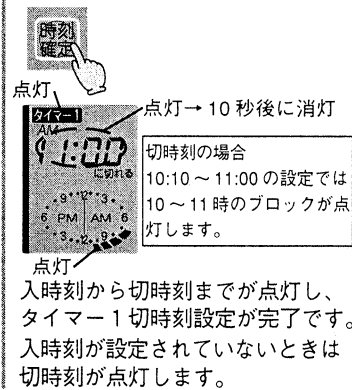 時刻
確定
点灯
点灯→10秒後に消灯
タイマー1
AM
11:00
に切れる
9 12 3
6 PM AM 6
3 12 9
切時刻の場合
10:10～11:00の設定では
10～11時のブロックが点
灯します。
点灯
入時刻から切時刻までが点灯し、
タイマー1切時刻設定が完了です。
入時刻が設定されていないときは
切時刻が点灯します。